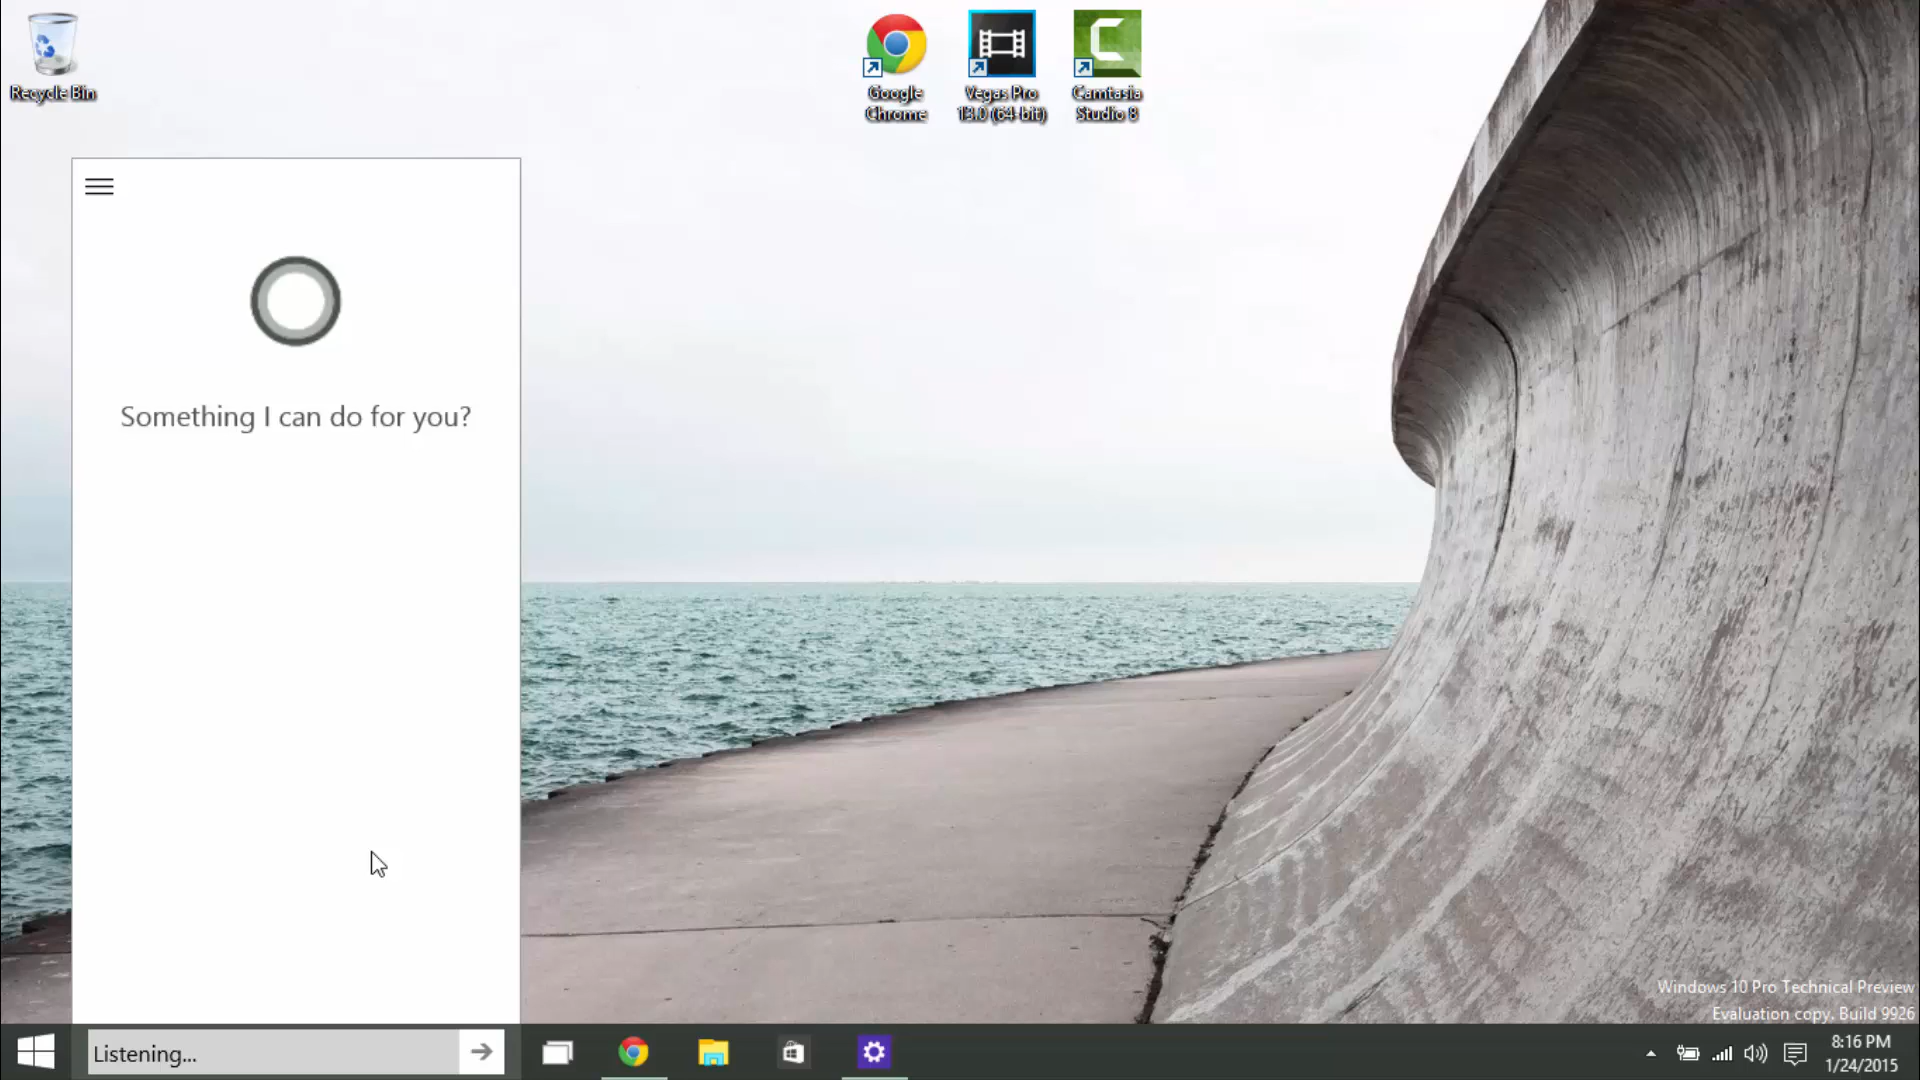 Recycle Bin
Google
Chrome
Vegas Pro
13.0 (64-bit)
Camtasia
Studio 8
Something I can do for you?
Windows 10 Pro Technical Preview
Evaluation copy. Build 9926
Listening...
8:16 PM
1/24/2015